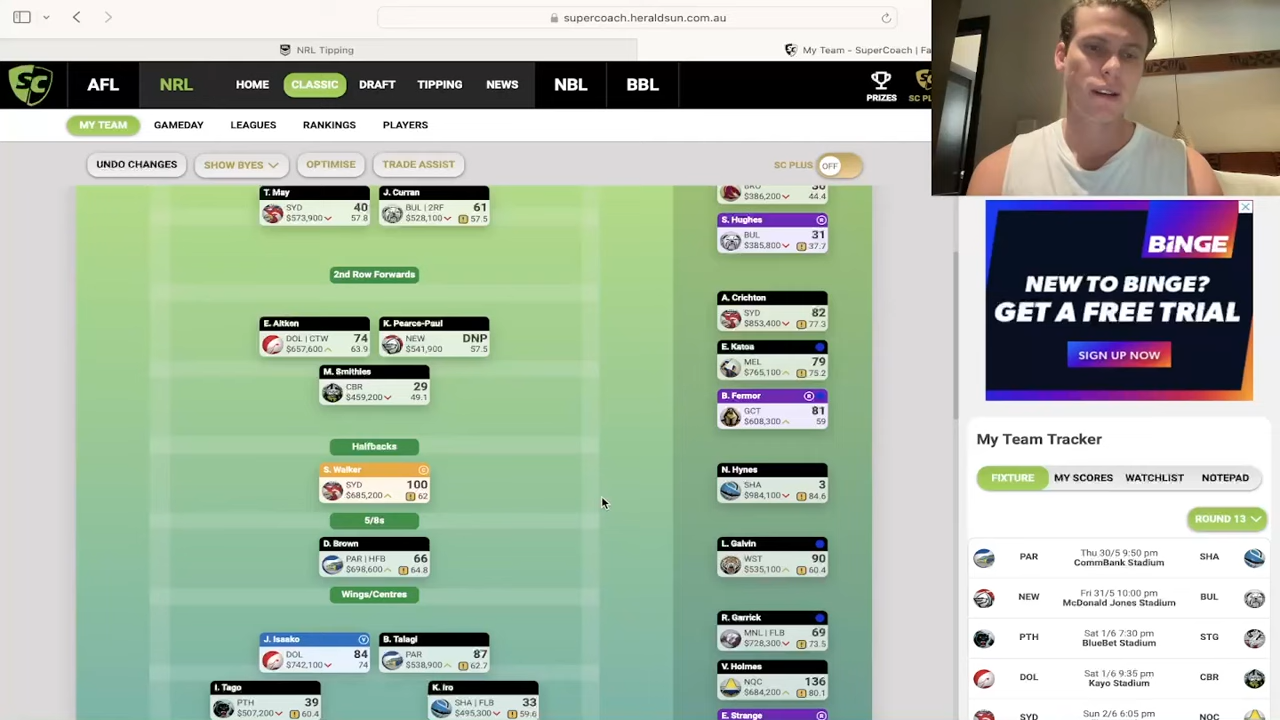 supercoach.heraldsun.com.au
NRL Tipping
My Team - SuperCoach | Fa
SC
AFL
NRL
HOME
CLASSIC
DRAFT
TIPPING
NEWS
NBL
BBL
PRIZES
SC PL
MY TEAM
GAMEDAY
LEAGUES
RANKINGS
PLAYERS
UNDO CHANGES
SHOW BYES
OPTIMISE
TRADE ASSIST
SC PLUS
OFF
T. May
SYD 40
$573,900 57.8
J. Curran
BUL | 2RF 61
$528,100 57.5
2nd Row Forwards
E. Aitken
DOL | CTW 74
$657,600 63.9
K. Pearce-Paul
NEW DNP
$541,900 57.5
M. Smithies
CBR 29
$459,200 49.1
Halfbacks
S. Walker
SYD 100
$685,200 62
5/8s
D. Brown
PAR | HFB 66
$698,600 64.8
Wings/Centres
J. Isaako
DOL 84
$742,100 74
B. Talagi
PAR 87
$538,900 62.7
I. Tago
PTH 39
$507,200 60.4
K. Iro
SHA | FLB 33
$495,300 59.6
$386,200 44.4
S. Hughes
BUL 31
$385,800 37.7
A. Crichton
SYD 82
$853,400 77.3
E. Katoa
MEL 79
$765,100 75.2
B. Fermor
GCT 81
$608,300 59
N. Hynes
SHA 3
$984,100 84.6
L. Galvin
WST 90
$535,100 60.4
R. Garrick
MNL | FLB 69
$728,300 73.5
V. Holmes
NQC 136
$684,200 80.1
E. Strange
BINGE
NEW TO BINGE?
GET A FREE TRIAL
SIGN UP NOW
My Team Tracker
FIXTURE
MY SCORES
WATCHLIST
NOTEPAD
ROUND 13
PAR Thu 30/5 9:50 pm SHA
CommBank Stadium
NEW Fri 31/5 10:00 pm BUL
McDonald Jones Stadium
PTH Sat 1/6 7:30 pm STG
BlueBet Stadium
DOL Sat 1/6 9:35 pm CBR
Kayo Stadium
SYD Sun 2/6 6:05 pm NQC